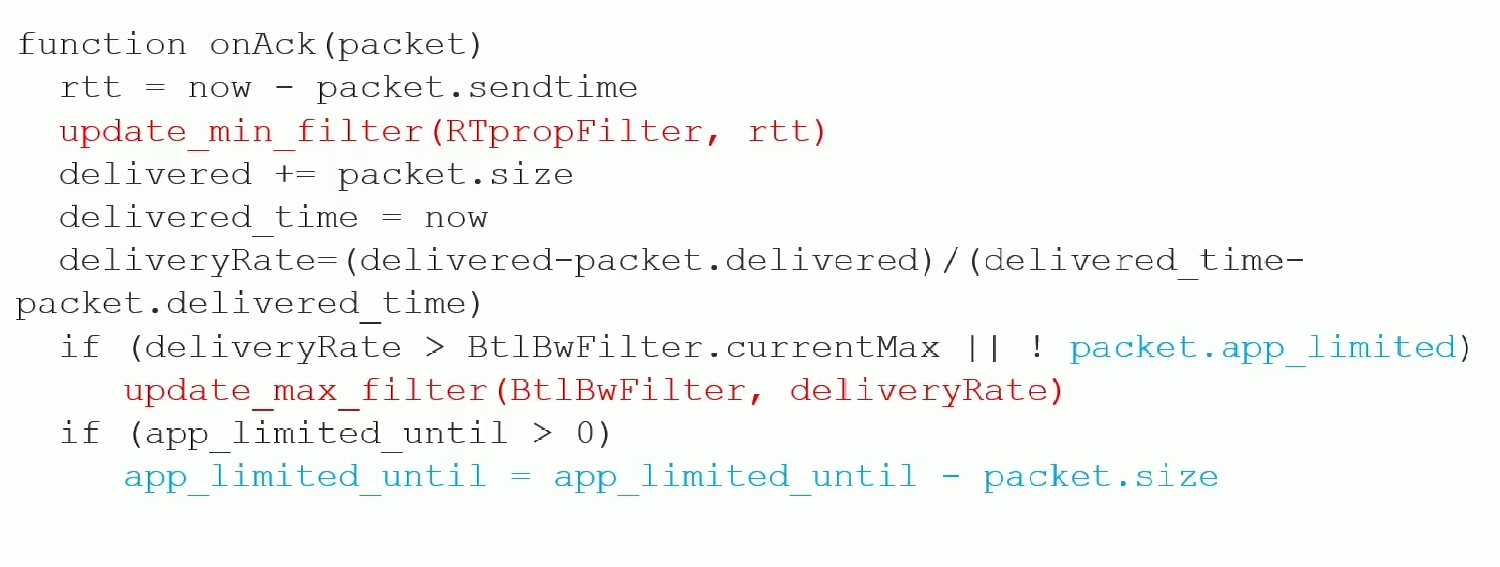 function onAck(packet)
  rtt = now - packet.sendtime
  update_min_filter(RTpropFilter, rtt)
  delivered += packet.size
  delivered_time = now
  deliveryRate=(delivered-packet.delivered)/(delivered_time-
packet.delivered_time)
  if (deliveryRate > BtlBwFilter.currentMax || ! packet.app_limited)
     update_max_filter(BtlBwFilter, deliveryRate)
  if (app_limited_until > 0)
     app_limited_until = app_limited_until - packet.size